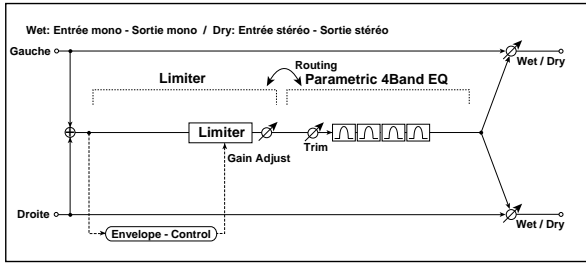 Wet: Entrée mono - Sortie mono / Dry: Entrée stéréo - Sortie stéréo
Gauche
Wet / Dry
Routing
Limiter
Parametric 4Band EQ
Limiter
Gain Adjust
Trim
Droite
Wet / Dry
Envelope - Control